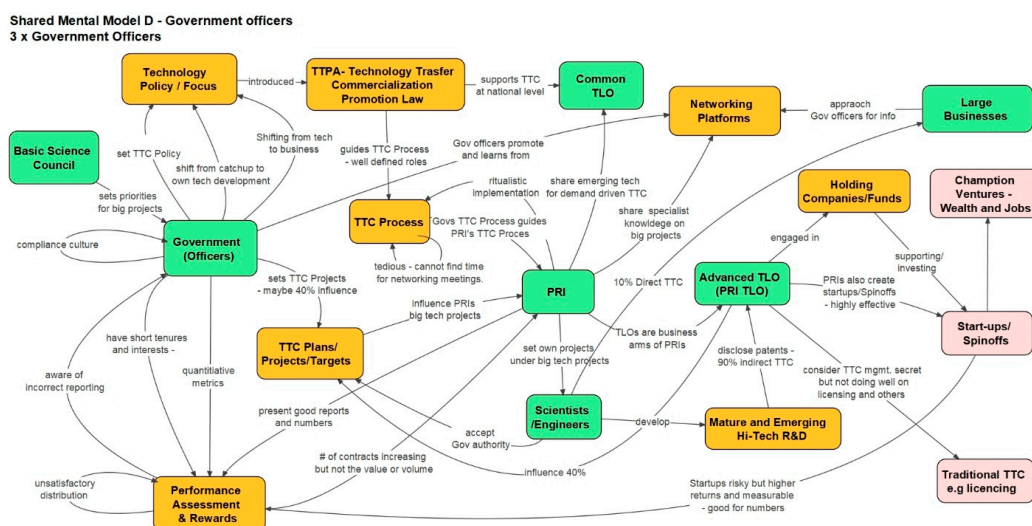 Shared Mental Model D - Government officers
3 x Government Officers
Technology
Policy / Focus
introduced
TTPA- Technology Trasfer
Commercialization
Promotion Law
supports TTC
at national level
Common
TLO
Networking
Platforms
appraoch
Gov officers for info
Large
Businesses
Basic Science
Council
set TTC Policy
Shifting from tech
to business
shift from catchup to
own tech development
guides TTC Process
- well defined roles
Gov officers promote
and learns from
sets priorities
for big projects
ritualistic
implementation
share emerging tech
for demand driven TTC
Holding
Companies/Funds
Chamption
Ventures -
Wealth and Jobs
compliance culture
Government
(Officers)
TTC Process
Govs TTC Process guides
PRI's TTC Proces
share specialist
knowldege on
big projects
engaged in
supporting/
investing
tedious - cannot find time
for networking meetings.
sets TTC Projects
- maybe 40% influence
PRI
10% Direct TTC
Advanced TLO
(PRI TLO)
PRIs also create
startups/Spinoffs
- highly effective
influence PRIs
big tech projects
TLOs are business
arms of PRIs
Start-ups/
Spinoffs
have short tenures
and interests -
TTC Plans/
Projects/Targets
set own projects
under big tech projects
disclose patents -
90% indirect TTC
consider TTC mgmt. secret
but not doing well on
licensing and others
aware of
incorrect reporting
quantitative
metrics
present good reports
and numbers
accept
Gov authority
Scientists
/Engineers
develop
Mature and Emerging
Hi-Tech R&D
# of contracts increasing
but not the value or volume
influence 40%
unsatisfactory
distribution
Performance
Assessment
& Rewards
Startups risky but higher
returns and measurable
- good for numbers
Traditional TTC
e.g licencing